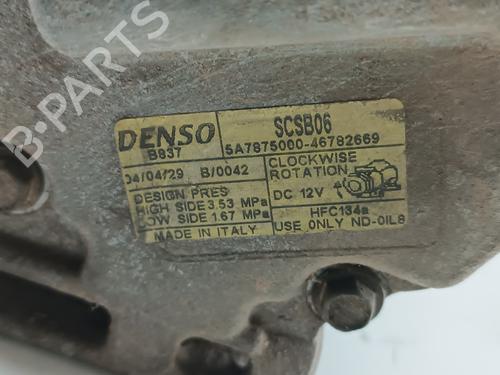 DENSO
B837
SCSB06
5A7875000-46782669
04/04/29 B/0042
CLOCKWISE
ROTATION
DC 12V
DESIGN PRES
HIGH SIDE 3.53 MPa
LOW SIDE 1.67 MPa
HFC134a
MADE IN ITALY
USE ONLY ND-OIL8
B-PARTS